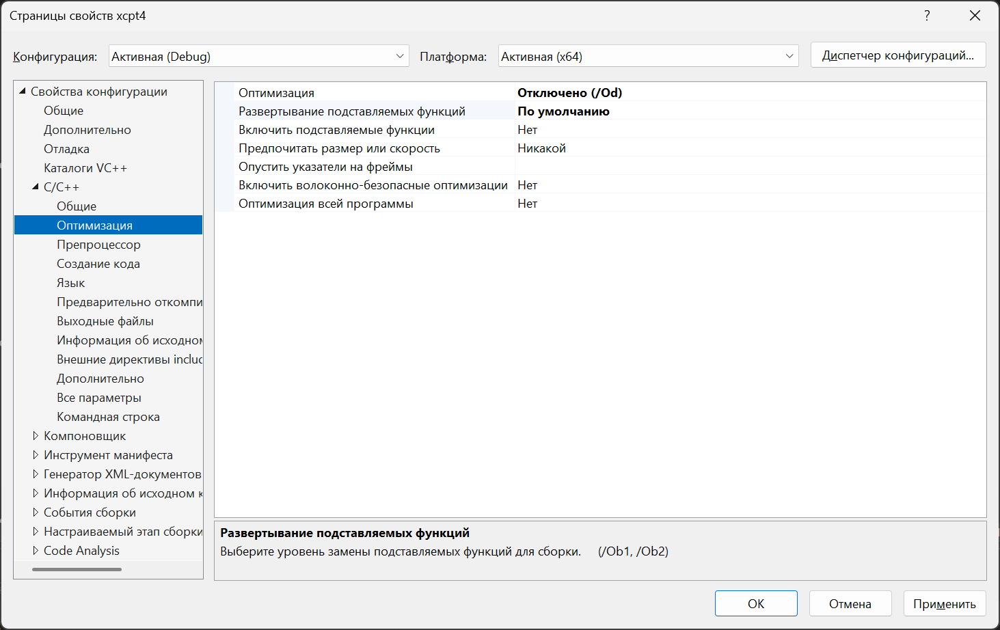 Страницы свойств xcpt4
?
Конфигурация: Активная (Debug) Платформа: Активная (x64) Диспетчер конфигураций...
Свойства конфигурации
Общие
Дополнительно
Отладка
Каталоги VC++
C/C++
Общие
Оптимизация
Препроцессор
Создание кода
Язык
Предварительно откомпи
Выходные файлы
Информация об исходном
Внешние директивы includ
Дополнительно
Все параметры
Командная строка
Компоновщик
Инструмент манифеста
Генератор XML-документов
Информация об исходном к
События сборки
Настраиваемый этап сборки
Code Analysis
Оптимизация Отключено (/Od)
Развертывание подставляемых функций По умолчанию
Включить подставляемые функции Нет
Предпочитать размер или скорость Никакой
Опустить указатели на фреймы
Включить волоконно-безопасные оптимизации Нет
Оптимизация всей программы Нет
Развертывание подставляемых функций
Выберите уровень замены подставляемых функций для сборки. (/Ob1, /Ob2)
ОК Отмена Применить